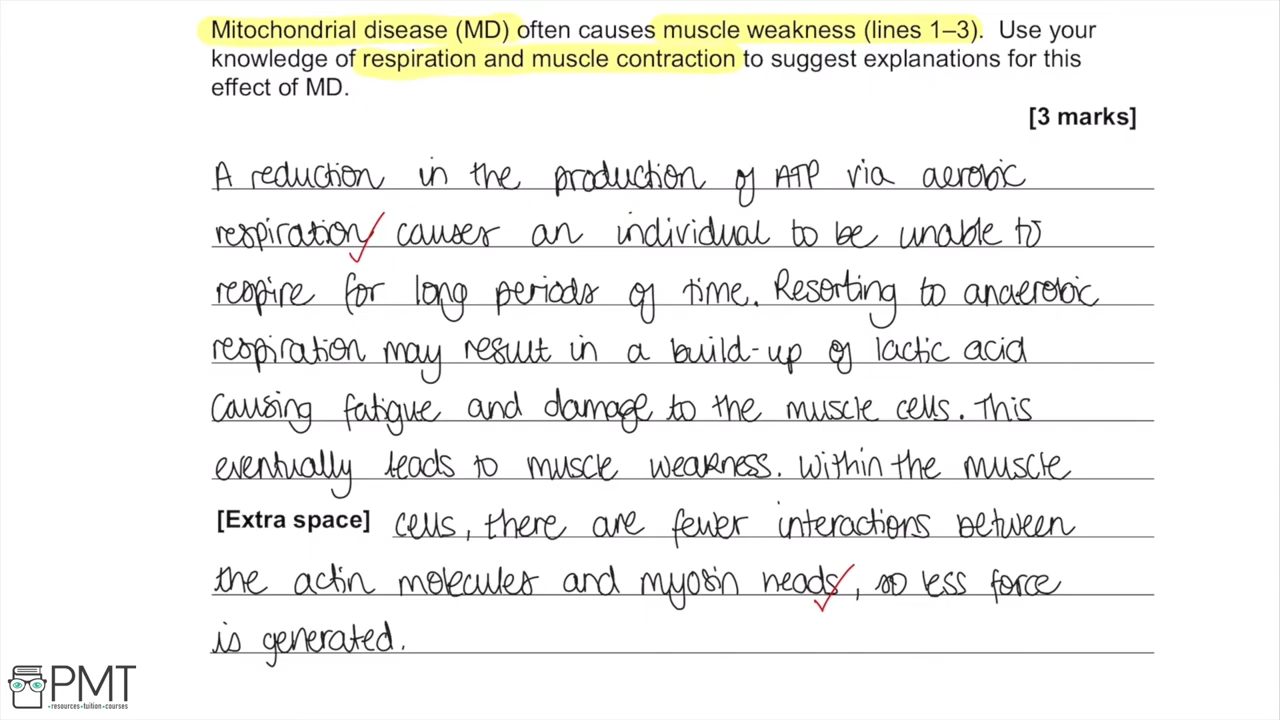 Mitochondrial disease (MD) often causes muscle weakness (lines 1–3). Use your
knowledge of respiration and muscle contraction to suggest explanations for this
effect of MD.
[3 marks]
A reduction in the production of ATP via aerobic
respiration causes an individual to be unable to
respire for long periods of time. Resorting to anaerobic
respiration may result in a build-up of lactic acid
causing fatigue and damage to the muscle cells. This
eventually leads to muscle weakness. Within the muscle
[Extra space] cells, there are fewer interactions between
the actin molecules and myosin heads, so less force
is generated.
PMT
resources•tuition•courses